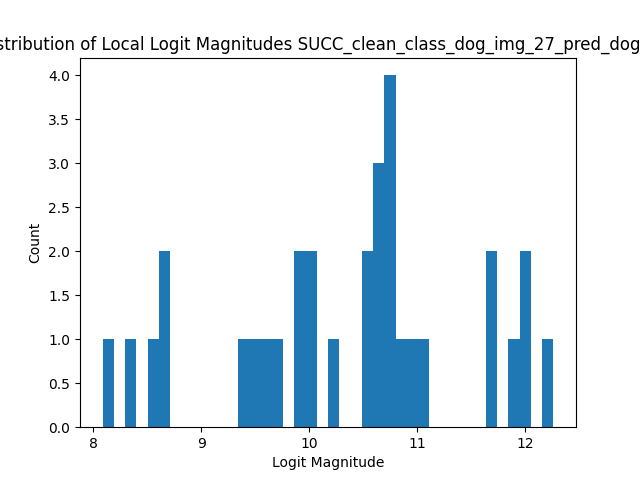 stribution of Local Logit Magnitudes SUCC_clean_class_dog_img_27_pred_dog
4.0
3.5
3.0
2.5
2.0
1.5
1.0
0.5
0.0
Count
8 9 10 11 12
Logit Magnitude